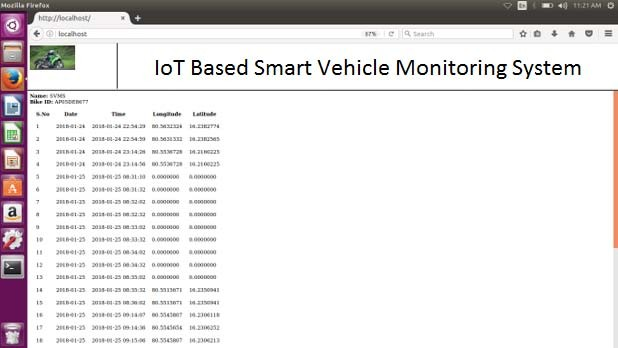 Mozilla Firefox
En
11:21 AM
http://localhost/
localhost
87%
Search
IoT Based Smart Vehicle Monitoring System
Name: SVMS
Bike ID: AP05DE8677
S.No Date Time Longitude Latitude
1 2018-01-24 2018-01-24 22:54:29 80.5632324 16.2382774
2 2018-01-24 2018-01-24 22:54:59 80.5631532 16.2382565
3 2018-01-24 2018-01-24 23:14:26 80.5536728 16.2160225
4 2018-01-24 2018-01-24 23:14:56 80.5536728 16.2160225
5 2018-01-25 2018-01-25 08:31:10 0.0000000 0.0000000
6 2018-01-25 2018-01-25 08:31:32 0.0000000 0.0000000
7 2018-01-25 2018-01-25 08:32:02 0.0000000 0.0000000
8 2018-01-25 2018-01-25 08:32:32 0.0000000 0.0000000
9 2018-01-25 2018-01-25 08:33:02 0.0000000 0.0000000
10 2018-01-25 2018-01-25 08:33:32 0.0000000 0.0000000
11 2018-01-25 2018-01-25 08:34:02 0.0000000 0.0000000
12 2018-01-25 2018-01-25 08:34:32 0.0000000 0.0000000
13 2018-01-25 2018-01-25 08:35:02 0.0000000 0.0000000
14 2018-01-25 2018-01-25 08:35:32 80.5515671 16.2350941
15 2018-01-25 2018-01-25 08:36:02 80.5515671 16.2350941
16 2018-01-25 2018-01-25 09:14:07 80.5545807 16.2306118
17 2018-01-25 2018-01-25 09:14:36 80.5545654 16.2306252
18 2018-01-25 2018-01-25 09:15:06 80.5545807 16.2306213